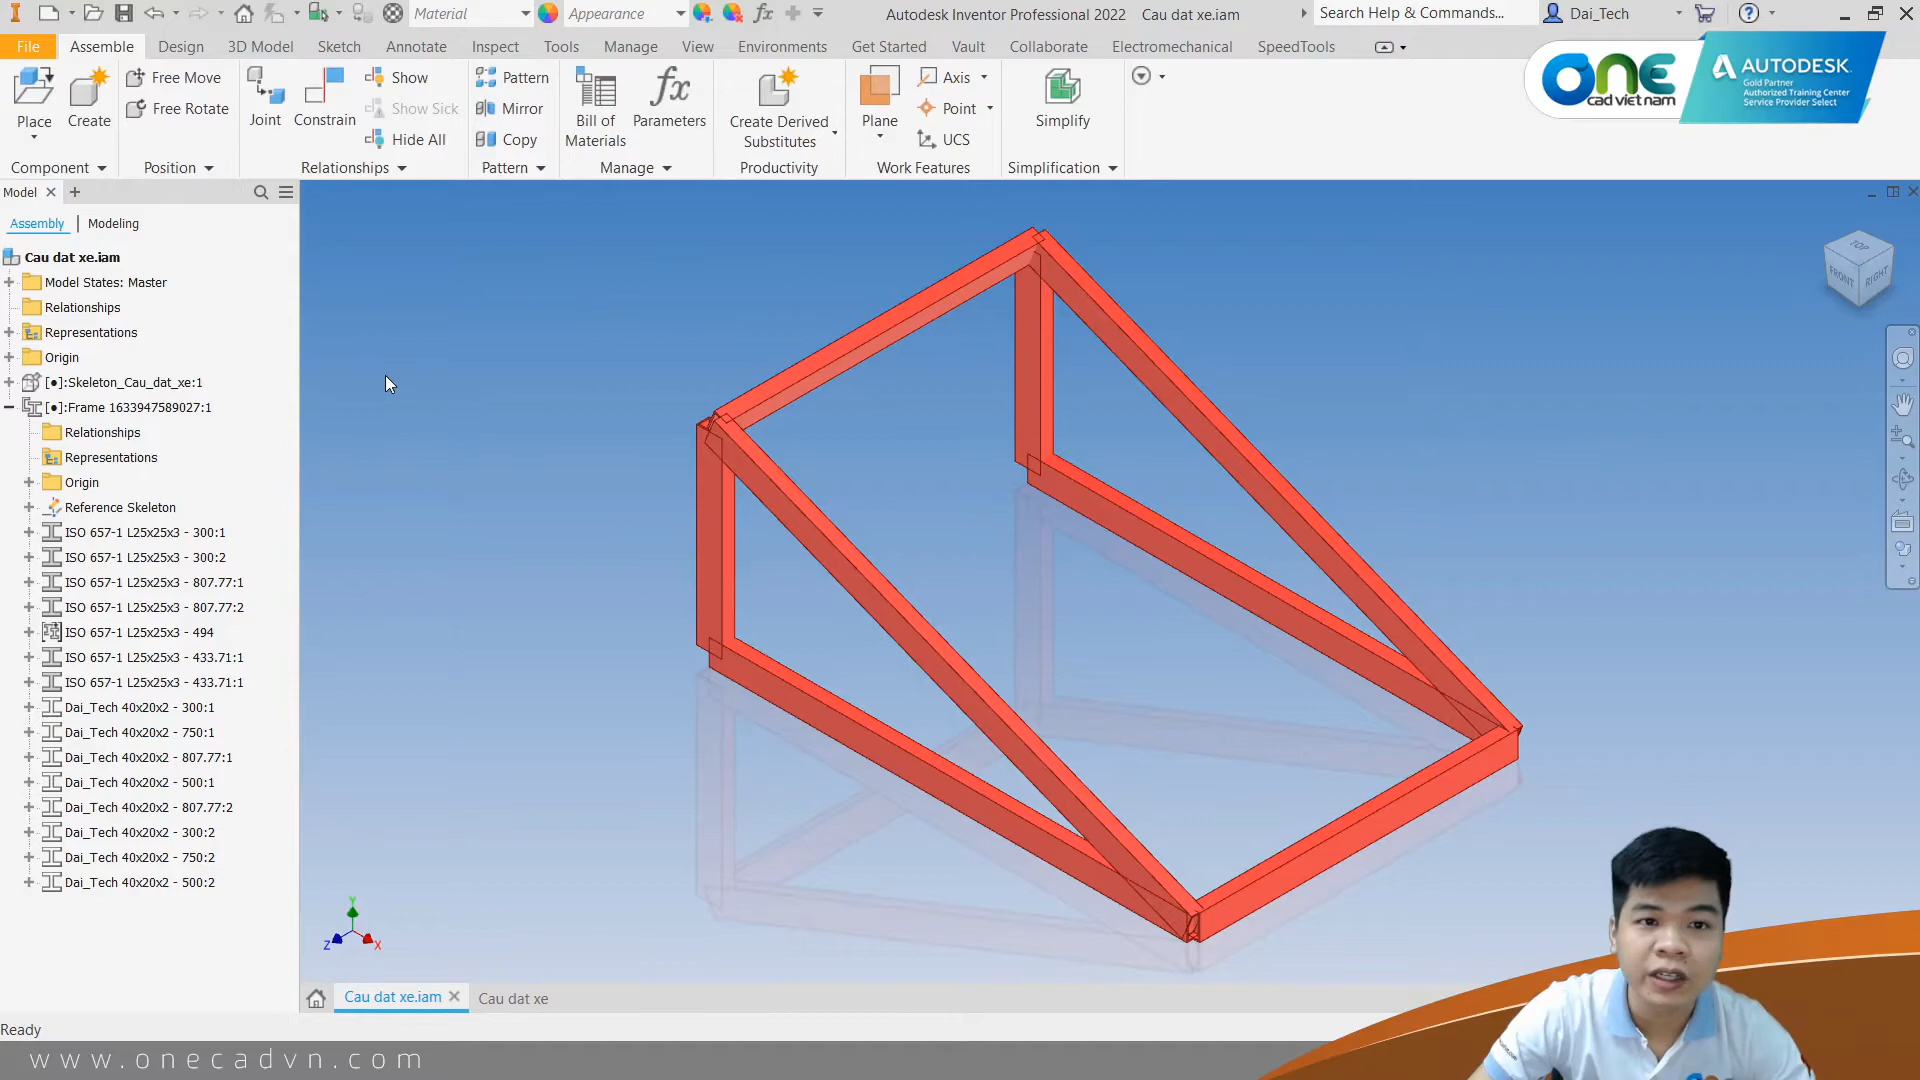 Material
Appearance
Autodesk Inventor Professional 2022 Cau dat xe.iam
Search Help & Commands...
Dai_Tech
File
Assemble
Design
3D Model
Sketch
Annotate
Inspect
Tools
Manage
View
Environments
Get Started
Vault
Collaborate
Electromechanical
SpeedTools
Place
Create
Free Move
Free Rotate
Joint
Constrain
Show
Show Sick
Hide All
Pattern
Mirror
Copy
Bill of
Materials
Parameters
Create Derived
Substitutes
Plane
Axis
Point
UCS
Simplify
Component
Position
Relationships
Pattern
Manage
Productivity
Work Features
Simplification
ONE
cad viet nam
AUTODESK.
Gold Partner
Authorized Training Center
Service Provider Select
Model
Assembly
Modeling
Cau dat xe.iam
Model States: Master
Relationships
Representations
Origin
[●]:Skeleton_Cau_dat_xe:1
[●]:Frame 1633947589027:1
Relationships
Representations
Origin
Reference Skeleton
ISO 657-1 L25x25x3 - 300:1
ISO 657-1 L25x25x3 - 300:2
ISO 657-1 L25x25x3 - 807.77:1
ISO 657-1 L25x25x3 - 807.77:2
ISO 657-1 L25x25x3 - 494
ISO 657-1 L25x25x3 - 433.71:1
ISO 657-1 L25x25x3 - 433.71:1
Dai_Tech 40x20x2 - 300:1
Dai_Tech 40x20x2 - 750:1
Dai_Tech 40x20x2 - 807.77:1
Dai_Tech 40x20x2 - 500:1
Dai_Tech 40x20x2 - 807.77:2
Dai_Tech 40x20x2 - 300:2
Dai_Tech 40x20x2 - 750:2
Dai_Tech 40x20x2 - 500:2
TOP
FRONT
RIGHT
Y
Z
X
Cau dat xe.iam
Cau dat xe
Ready
www.onecadvn.com